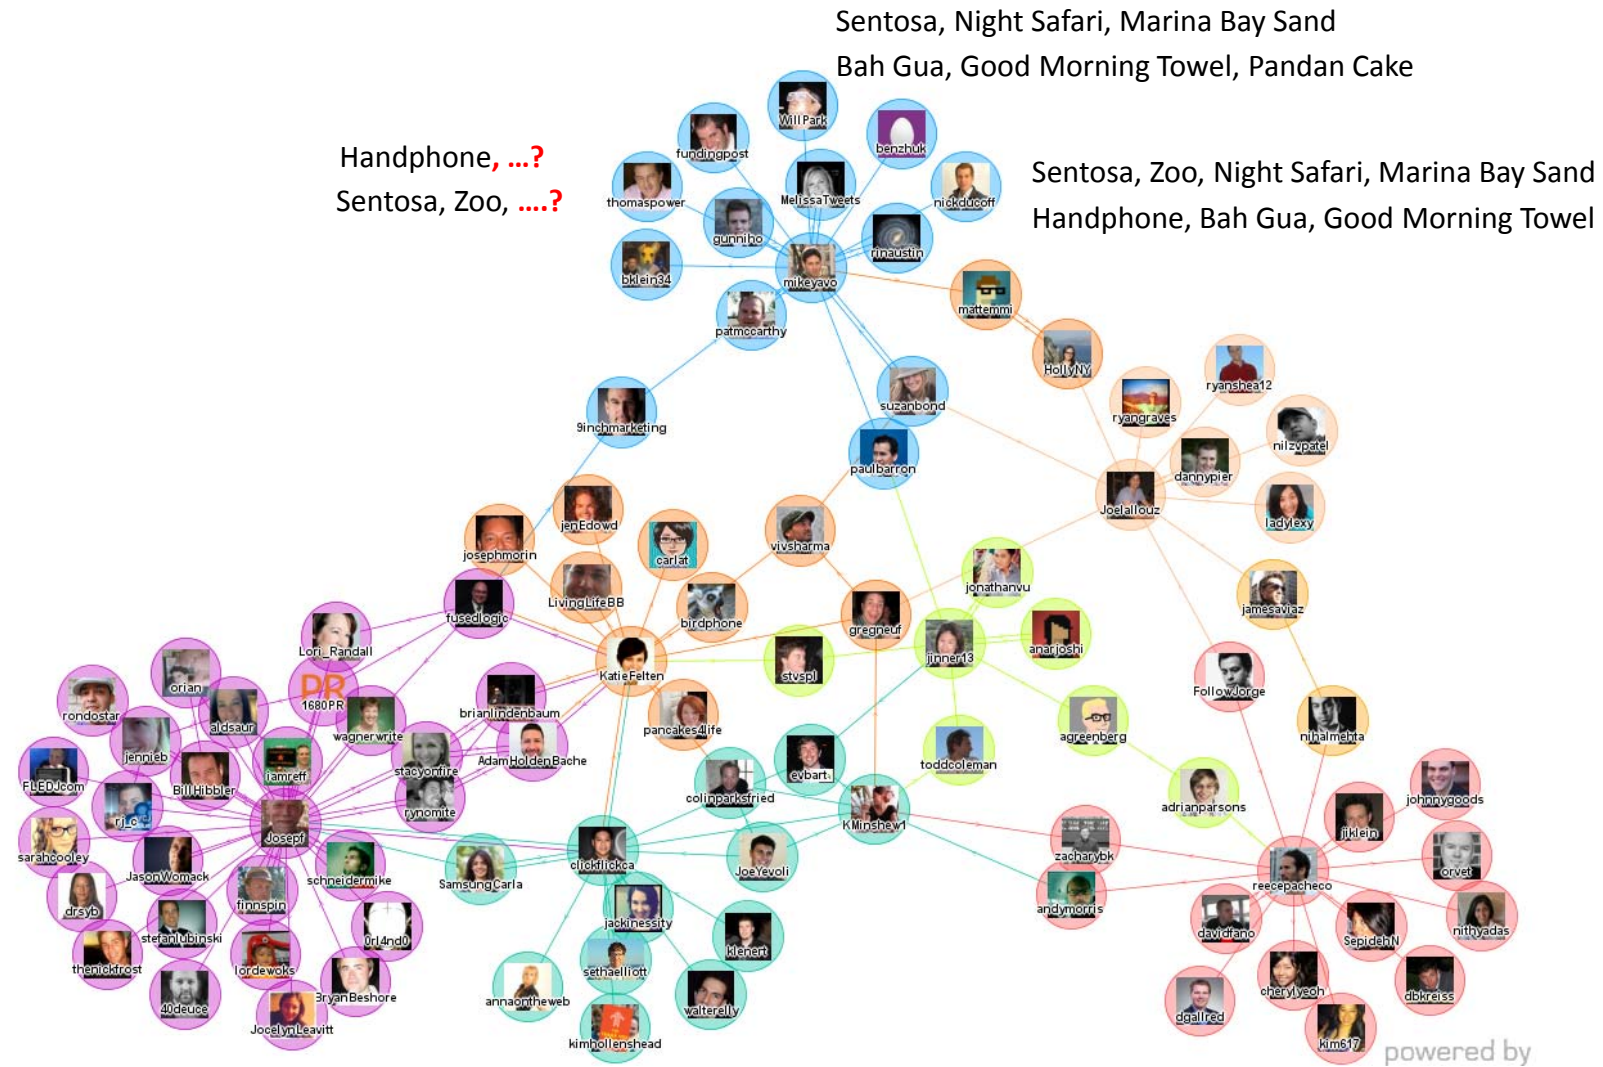 Sentosa, Night Safari, Marina Bay Sand
Bah Gua, Good Morning Towel, Pandan Cake
Handphone, ...?
Sentosa, Zoo, ....?
Sentosa, Zoo, Night Safari, Marina Bay Sand
Handphone, Bah Gua, Good Morning Towel
WillPark
benzhuk
fundingpost
thomaspower
MelissaTweets
nickducoff
gunniho
rinaustin
bklein34
mikeyavo
mattemmi
patmccarthy
HollyNY
ryanshea12
suzanbond
ryangraves
9inchmarketing
nilzvpatel
paulbarron
dannypier
Joelallouz
ladylexy
jenEdowd
josephmorin
carlat
vivsharma
jonathanvu
LivingLifeBB
jamesaviaz
fusedlogic
birdphone
gregneuf
Lori_Randall
jinner13
anarjoshi
KatieFelten
stvspl
orian
FollowJorge
PR
1680PR
rondostar
aldsaur
brianlindenbaum
pancakes4life
wagnerwrite
agreenberg
nihalmehta
jennieb
AdamHoldenBache
stacyonfire
toddcoleman
iamreff
FLEDJcom
BillHibbler
evbart
colinparksfried
johnnygoods
adrianparsons
rynomite
rj_c
KMinshew1
jiklein
Josepf
sarahcooley
zacharybk
clickflickca
orvet
JasonWomack
schneidermike
SamsungCarla
JoeYevoli
reecepacheco
finnspin
drsyb
andymorris
jackinessity
stefanlubinski
0rl4nd0
davidfano
SepidehN
nithyadas
klenert
thenickfrost
lordewoks
sethaelliott
BryanBeshore
annaontheweb
cherylyeoh
dbkreiss
40deuce
walterelly
dgallred
JocelynLeavitt
kimhollenshead
kim617
powered by